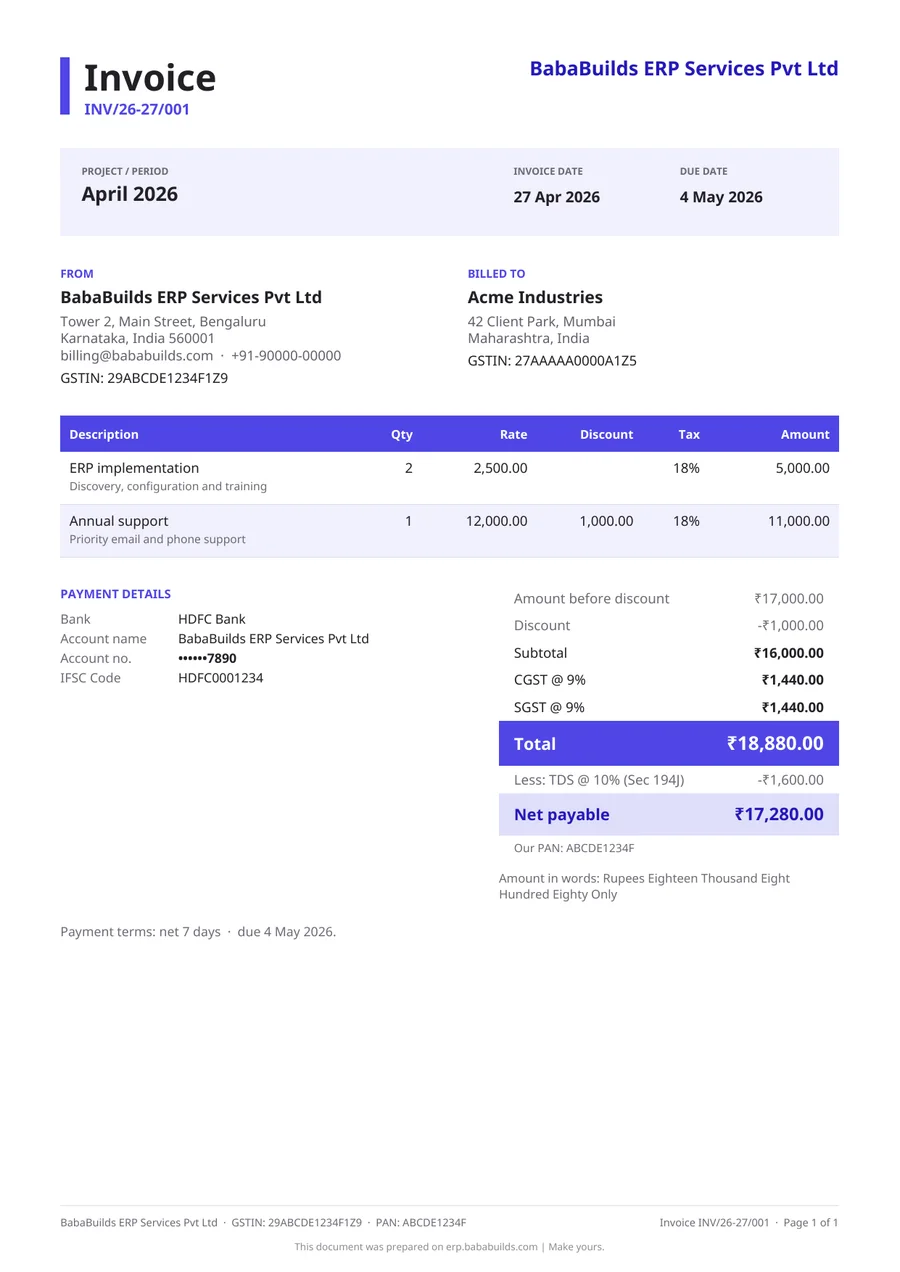 Invoice
INV/26-27/001
BabaBuilds ERP Services Pvt Ltd
PROJECT / PERIOD
April 2026
INVOICE DATE
27 Apr 2026
DUE DATE
4 May 2026
FROM
BabaBuilds ERP Services Pvt Ltd
Tower 2, Main Street, Bengaluru
Karnataka, India 560001
billing@bababuilds.com · +91-90000-00000
GSTIN: 29ABCDE1234F1Z9
BILLED TO
Acme Industries
42 Client Park, Mumbai
Maharashtra, India
GSTIN: 27AAAAA0000A1Z5
Description Qty Rate Discount Tax Amount
ERP implementation 2 2,500.00 18% 5,000.00
Discovery, configuration and training
Annual support 1 12,000.00 1,000.00 18% 11,000.00
Priority email and phone support
PAYMENT DETAILS
Bank HDFC Bank
Account name BabaBuilds ERP Services Pvt Ltd
Account no. ••••••7890
IFSC Code HDFC0001234
Amount before discount ₹17,000.00
Discount -₹1,000.00
Subtotal ₹16,000.00
CGST @ 9% ₹1,440.00
SGST @ 9% ₹1,440.00
Total ₹18,880.00
Less: TDS @ 10% (Sec 194J) -₹1,600.00
Net payable ₹17,280.00
Our PAN: ABCDE1234F
Amount in words: Rupees Eighteen Thousand Eight
Hundred Eighty Only
Payment terms: net 7 days · due 4 May 2026.
BabaBuilds ERP Services Pvt Ltd · GSTIN: 29ABCDE1234F1Z9 · PAN: ABCDE1234F
Invoice INV/26-27/001 · Page 1 of 1
This document was prepared on erp.bababuilds.com | Make yours.